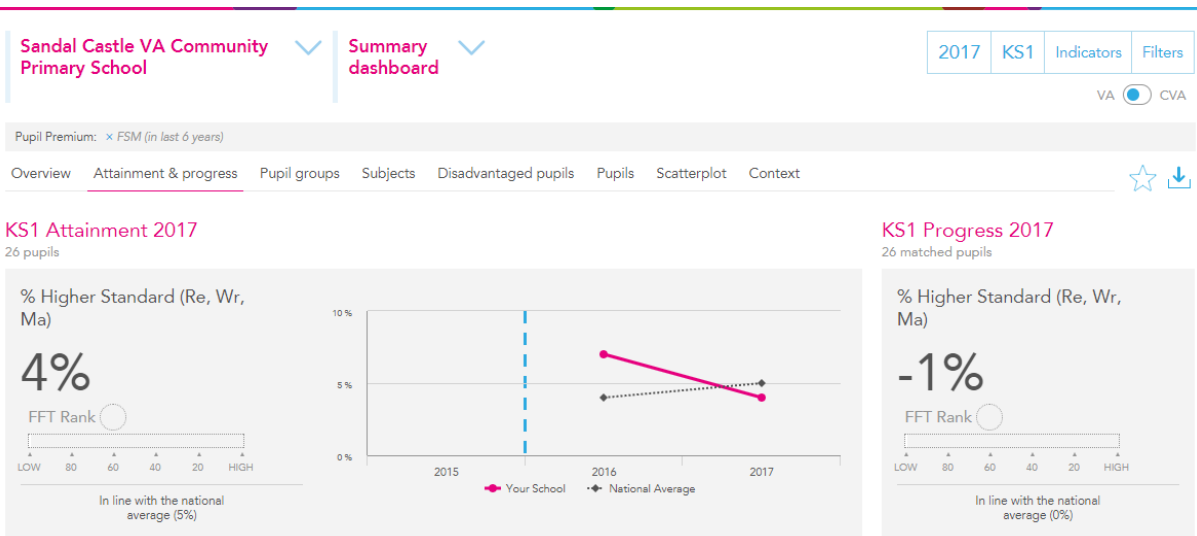 Sandal Castle VA Community
Primary School
Summary
dashboard
2017 KS1 Indicators Filters
VA CVA
Pupil Premium: × FSM (in last 6 years)
Overview Attainment & progress Pupil groups Subjects Disadvantaged pupils Pupils Scatterplot Context
KS1 Attainment 2017
26 pupils
% Higher Standard (Re, Wr,
Ma)
4%
FFT Rank
LOW 80 60 40 20 HIGH
In line with the national
average (5%)
10 %
5 %
0 %
2015 2016 2017
Your School National Average
KS1 Progress 2017
26 matched pupils
% Higher Standard (Re, Wr,
Ma)
-1%
FFT Rank
LOW 80 60 40 20 HIGH
In line with the national
average (0%)